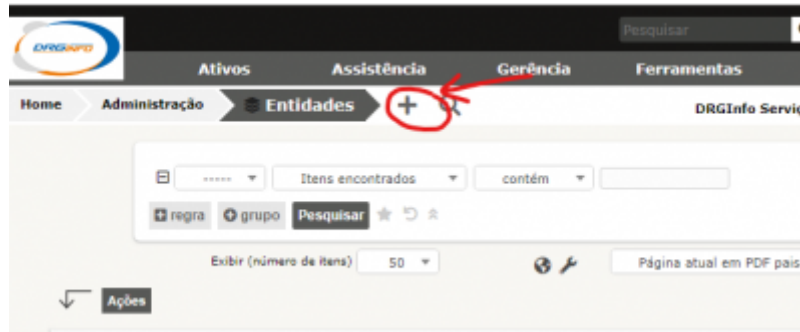 Pesquisar
DRGINFO
Ativos Assistência Gerência Ferramentas
Home Administração Entidades + DRGInfo Serviç
----- Itens encontrados contém
regra grupo Pesquisar
Exibir (número de itens) 50 Página atual em PDF pais
Ações